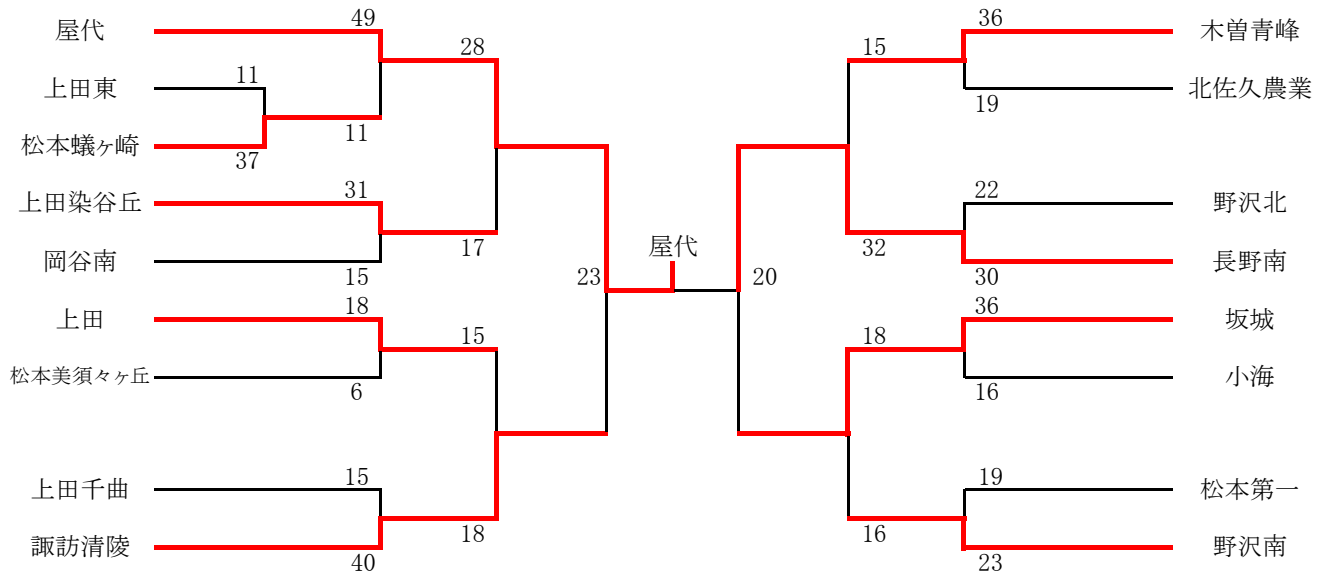 49
36
屋代
木曽青峰
28
15
11
上田東
北佐久農業
19
11
松本蟻ヶ崎
37
31
22
上田染谷丘
野沢北
屋代
17
32
岡谷南
長野南
15
23
20
30
18
36
上田
坂城
15
18
松本美須々ヶ丘
小海
6
16
15
19
上田千曲
松本第一
18
16
諏訪清陵
野沢南
40
23